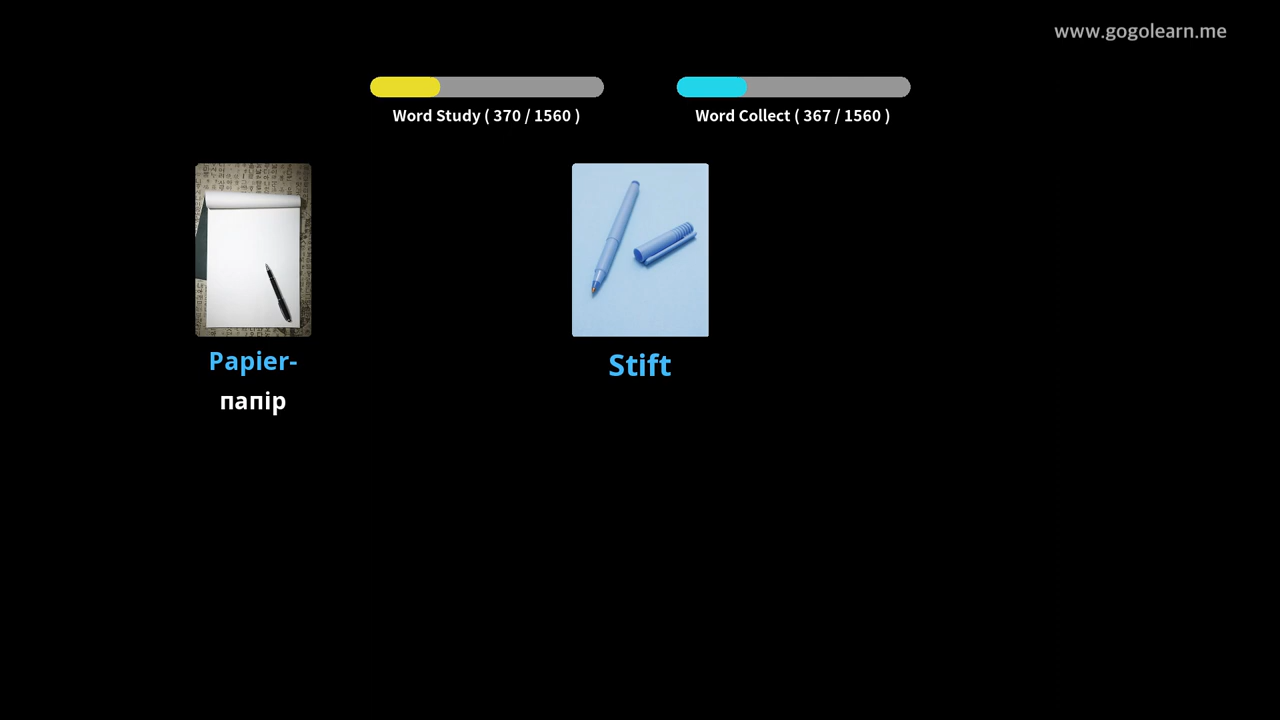 www.gogolearn.me
Word Study ( 370 / 1560 )
Word Collect ( 367 / 1560 )
Papier-
папір
Stift